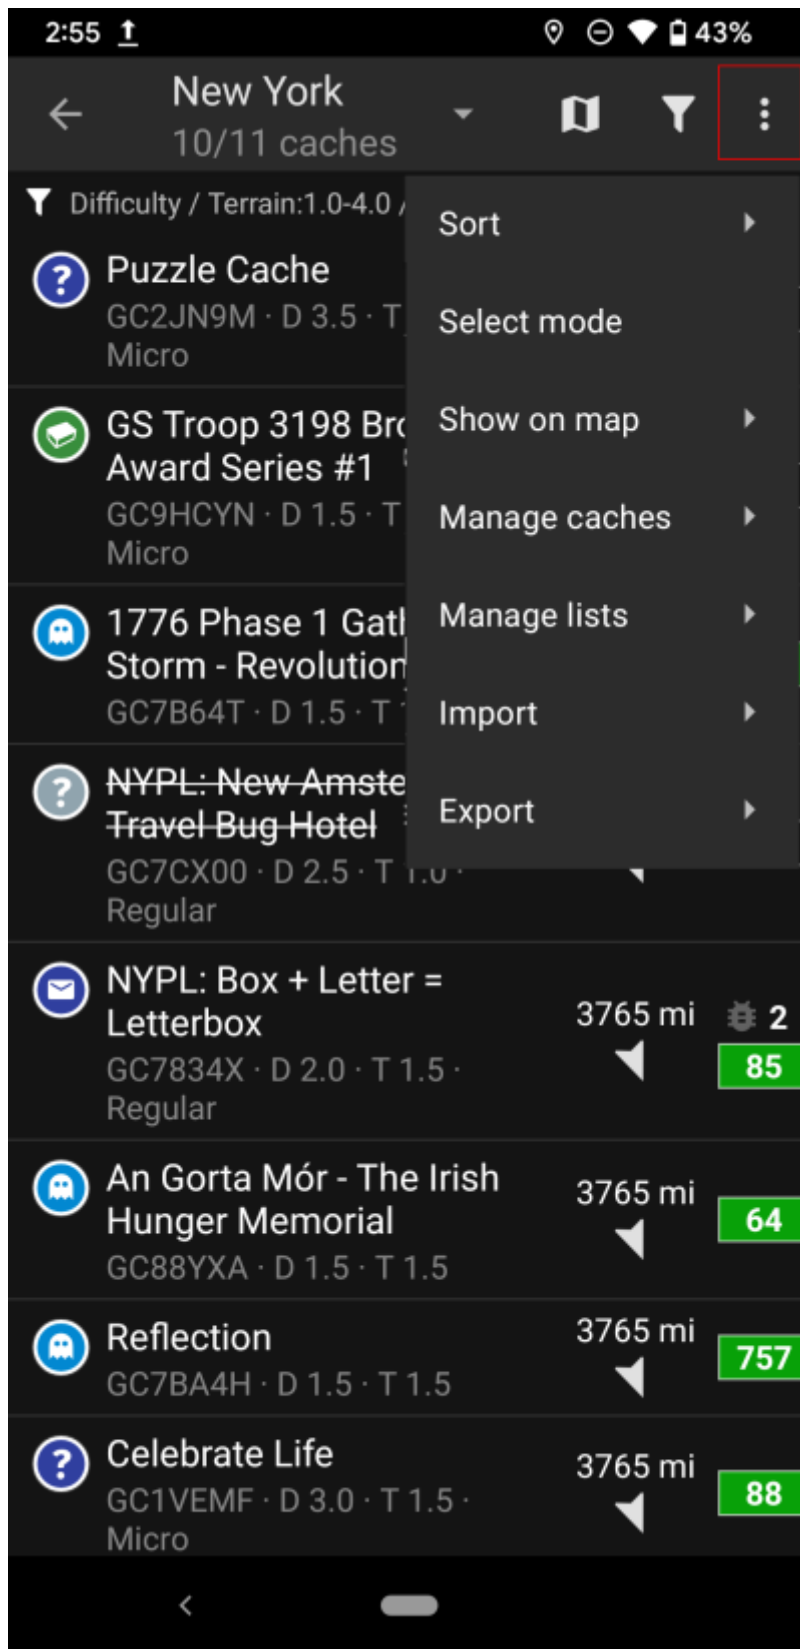 2:55 43%
New York
10/11 caches
Difficulty / Terrain:1.0-4.0 /
Sort
Select mode
Show on map
Manage caches
Manage lists
Import
Export
? Puzzle Cache
GC2JN9M · D 3.5 · T
Micro
GS Troop 3198 Bro
Award Series #1
GC9HCYN · D 1.5 · T
Micro
1776 Phase 1 Gath
Storm - Revolution
GC7B64T · D 1.5 · T
? NYPL: New Amste
Travel Bug Hotel
GC7CX00 · D 2.5 · T 1.0 ·
Regular
NYPL: Box + Letter =
Letterbox
GC7834X · D 2.0 · T 1.5 ·
Regular
3765 mi
2
85
An Gorta Mór - The Irish
Hunger Memorial
GC88YXA · D 1.5 · T 1.5
3765 mi
64
Reflection
GC7BA4H · D 1.5 · T 1.5
3765 mi
757
? Celebrate Life
GC1VEMF · D 3.0 · T 1.5 ·
Micro
3765 mi
88